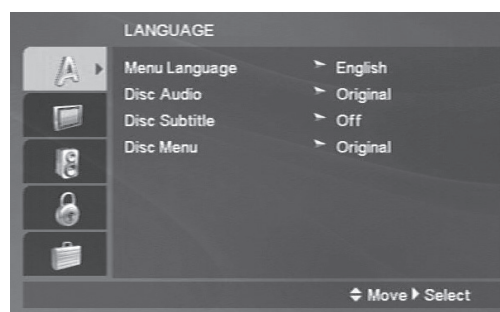 LANGUAGE
A
Menu Language English
Disc Audio Original
Disc Subtitle Off
Disc Menu Original
Move Select